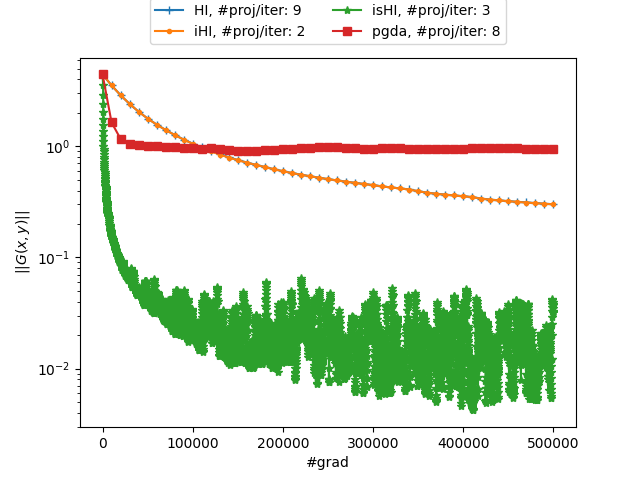 HI, #proj/iter: 9
iHI, #proj/iter: 2
isHI, #proj/iter: 3
pgda, #proj/iter: 8
||G(x, y)||
10⁰
10⁻¹
10⁻²
0 100000 200000 300000 400000 500000
#grad